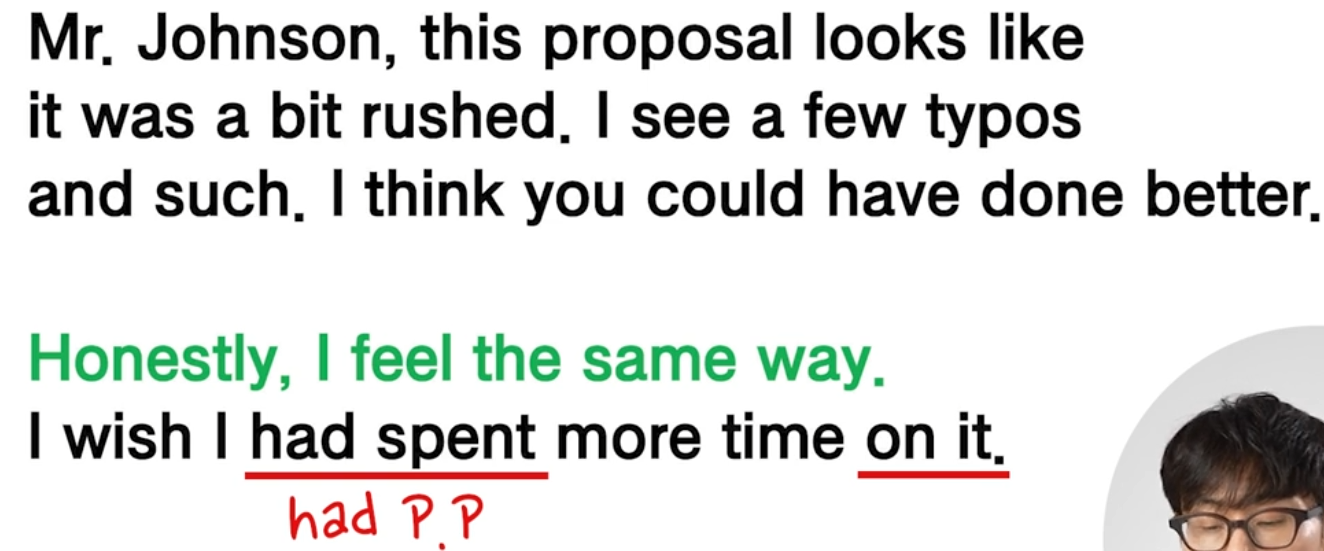 Mr. Johnson, this proposal looks like
it was a bit rushed. I see a few typos
and such. I think you could have done better.
Honestly, I feel the same way.
I wish I had spent more time on it.
had P.P